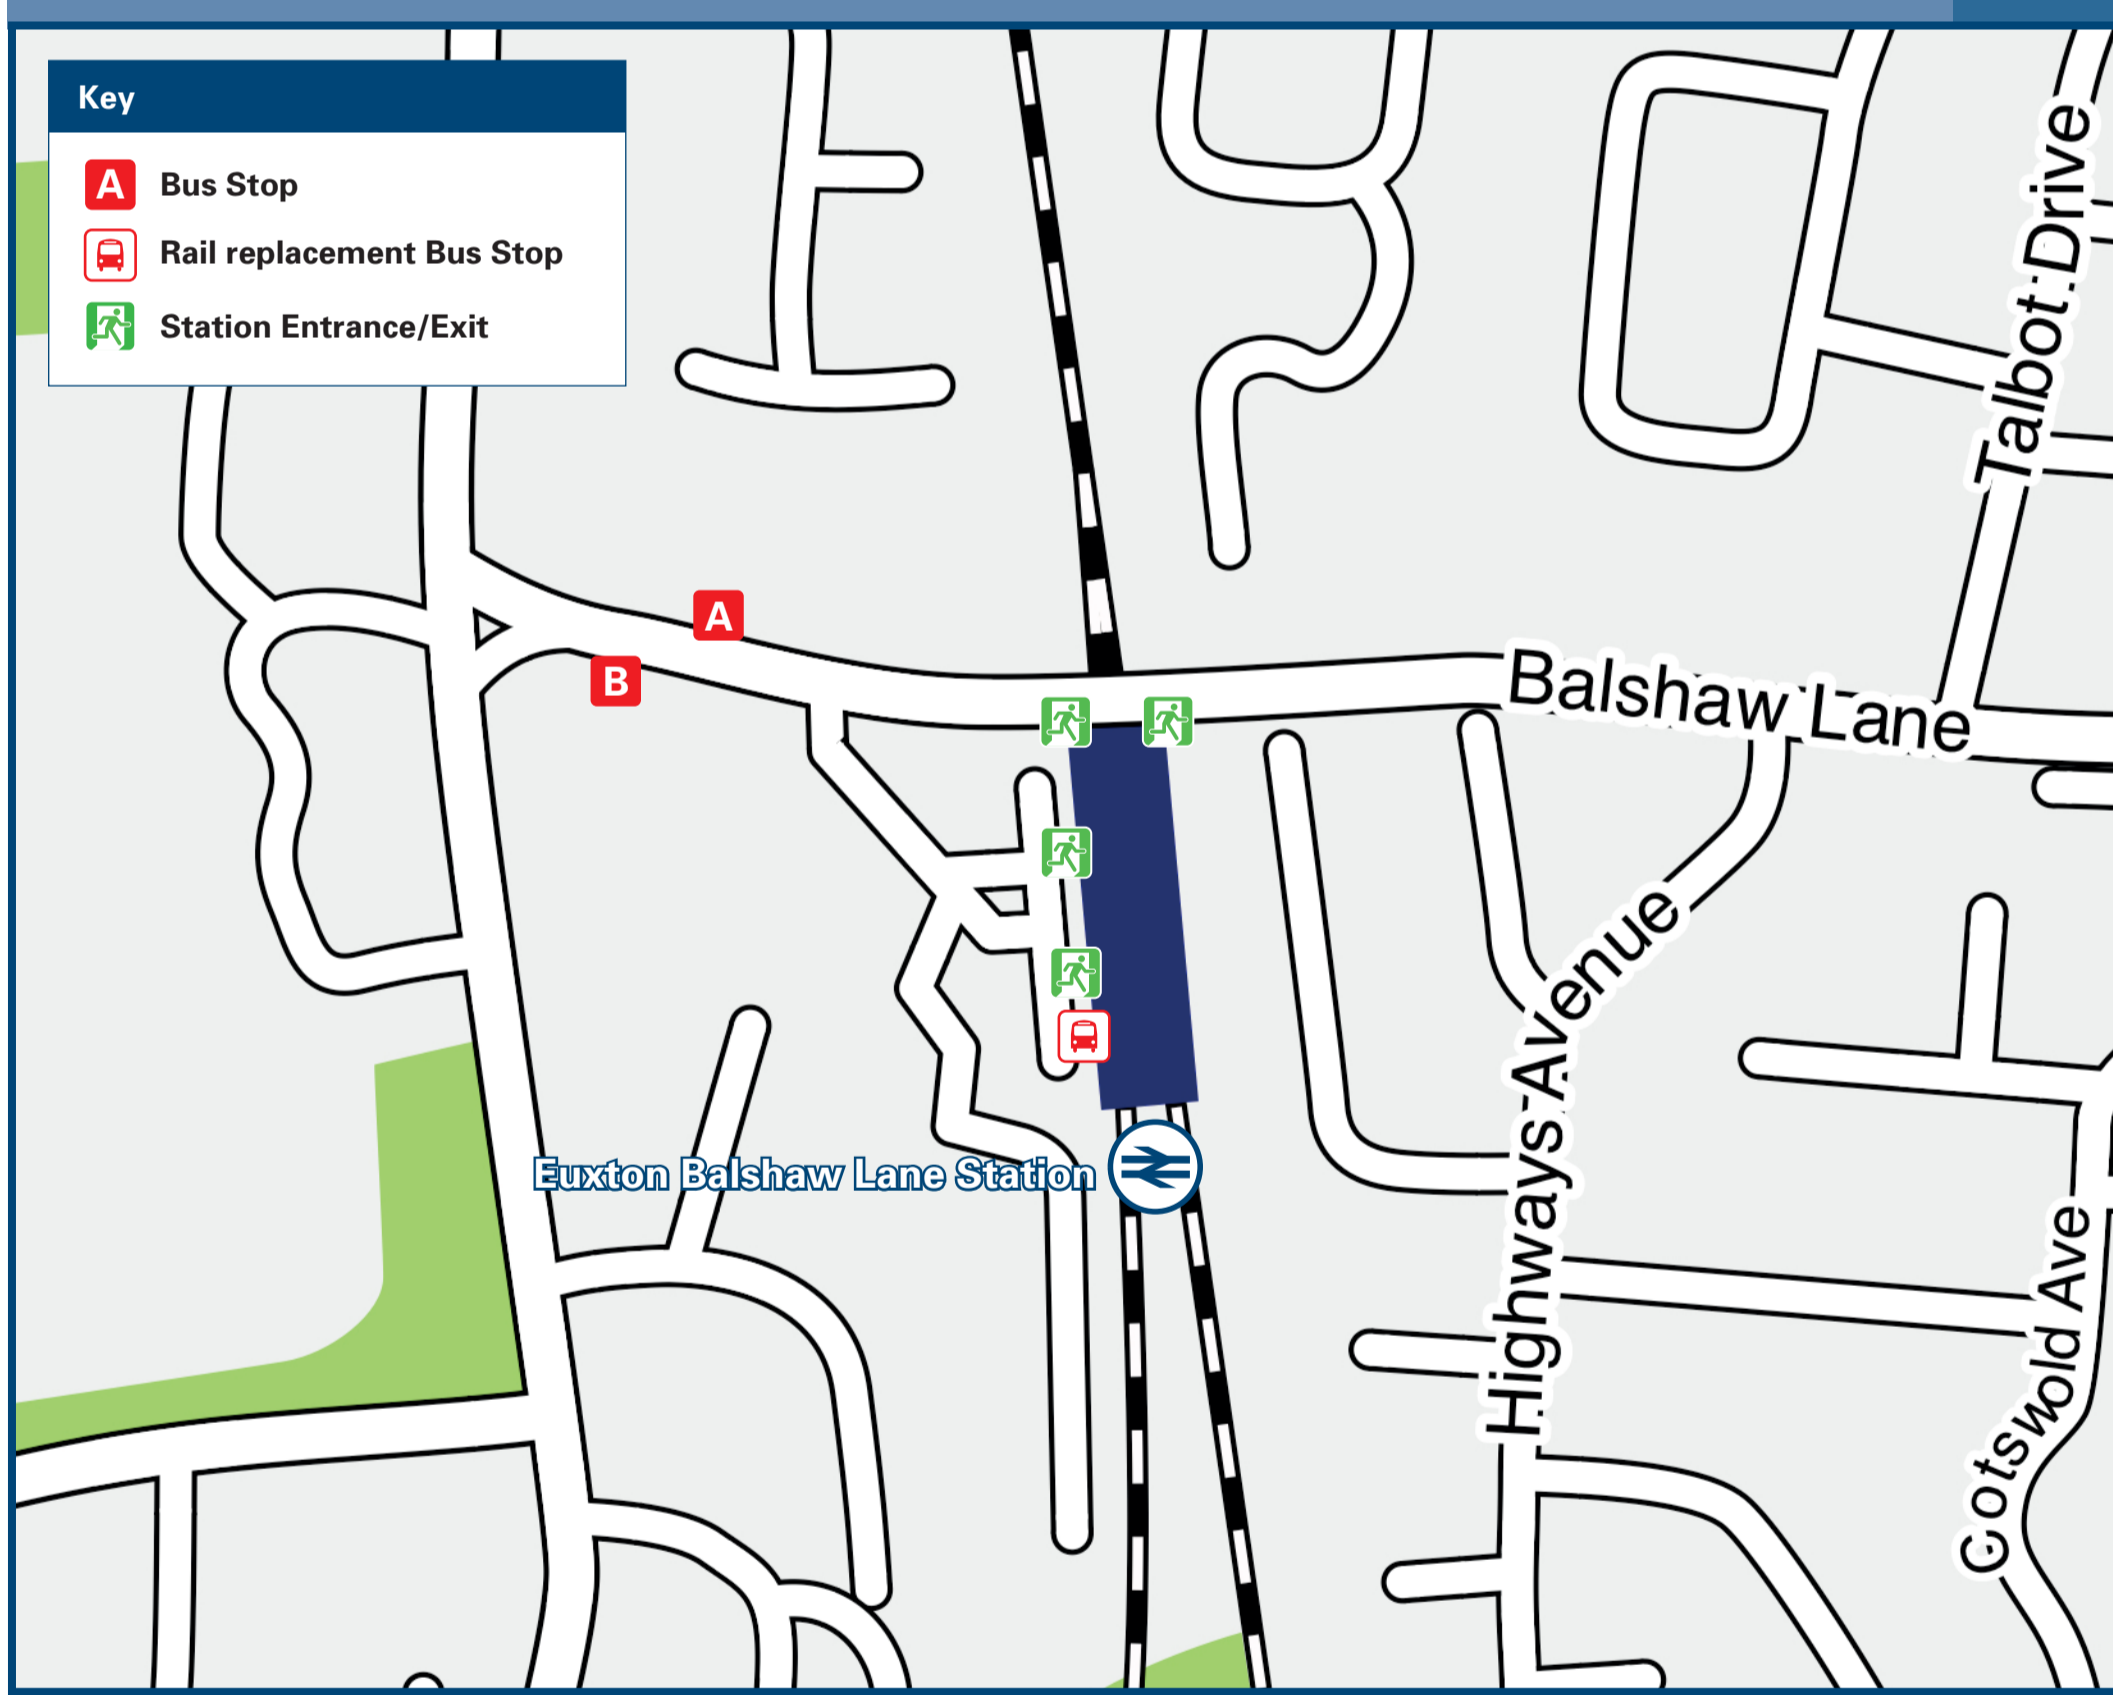 Key
A Bus Stop
Rail replacement Bus Stop
Station Entrance/Exit
Talbot Drive
A
B
Balshaw Lane
Highways Avenue
Euxton Balshaw Lane Station
Cotswold Ave